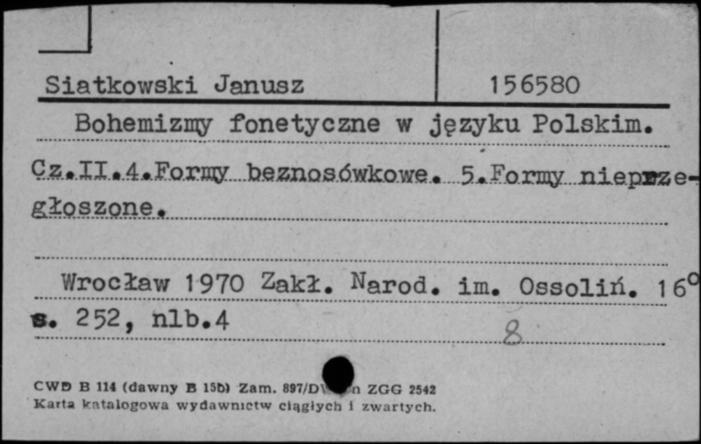 Siatkowski Janusz 156580
Bohemizmy fonetyczne w języku Polskim.
Cz.II.4.Formy beznosówkowe. 5.Formy nieprze-
głoszone.
Wrocław 1970 Zakł. Narod. im. Ossoliń. 16°
s. 252, nlb.4
8
CWD B 114 (dawny B 15b) Zam. 897/D ZGG 2542
Karta katalogowa wydawnictw ciągłych i zwartych.